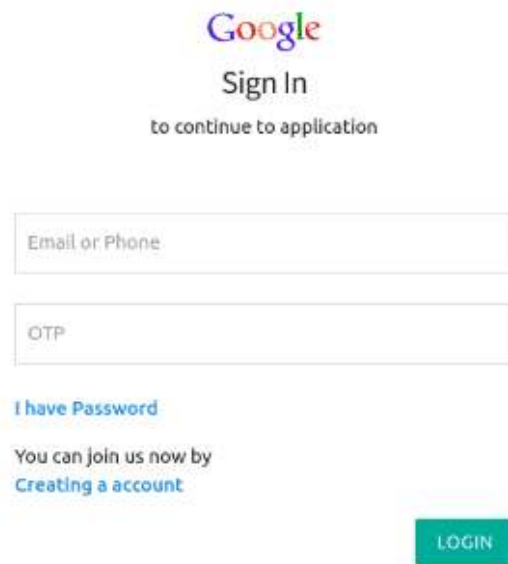 Google
Sign In
to continue to application
Email or Phone
OTP
I have Password
You can join us now by
Creating a account
LOGIN